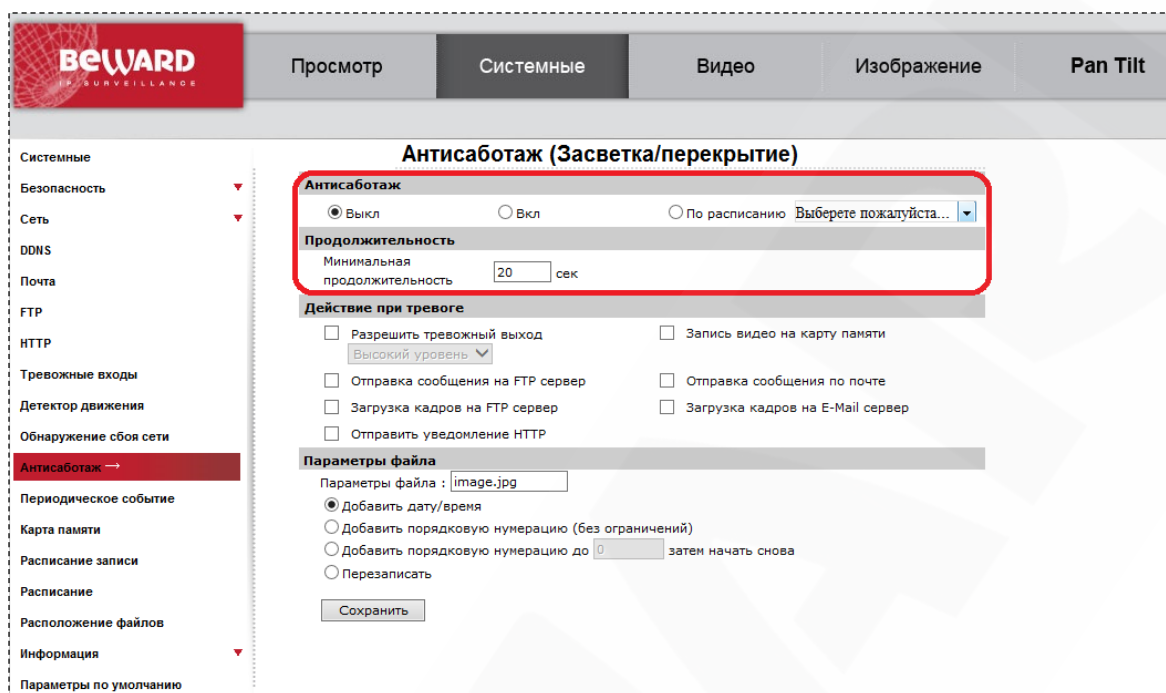 BEWARD
IP SURVEILLANCE
Просмотр
Системные
Видео
Изображение
Pan Tilt
Системные
Безопасность
Сеть
DDNS
Почта
FTP
HTTP
Тревожные входы
Детектор движения
Обнаружение сбоя сети
Антисаботаж →
Периодическое событие
Карта памяти
Расписание записи
Расписание
Расположение файлов
Информация
Параметры по умолчанию
Антисаботаж (Засветка/перекрытие)
Антисаботаж
Выкл Вкл По расписанию Выберете пожалуйста...
Продолжительность
Минимальная
продолжительность 20 сек
Действие при тревоге
Разрешить тревожный выход Запись видео на карту памяти
Высокий уровень
Отправка сообщения на FTP сервер Отправка сообщения по почте
Загрузка кадров на FTP сервер Загрузка кадров на E-Mail сервер
Отправить уведомление HTTP
Параметры файла
Параметры файла : image.jpg
Добавить дату/время
Добавить порядковую нумерацию (без ограничений)
Добавить порядковую нумерацию до 0 затем начать снова
Перезаписать
Сохранить